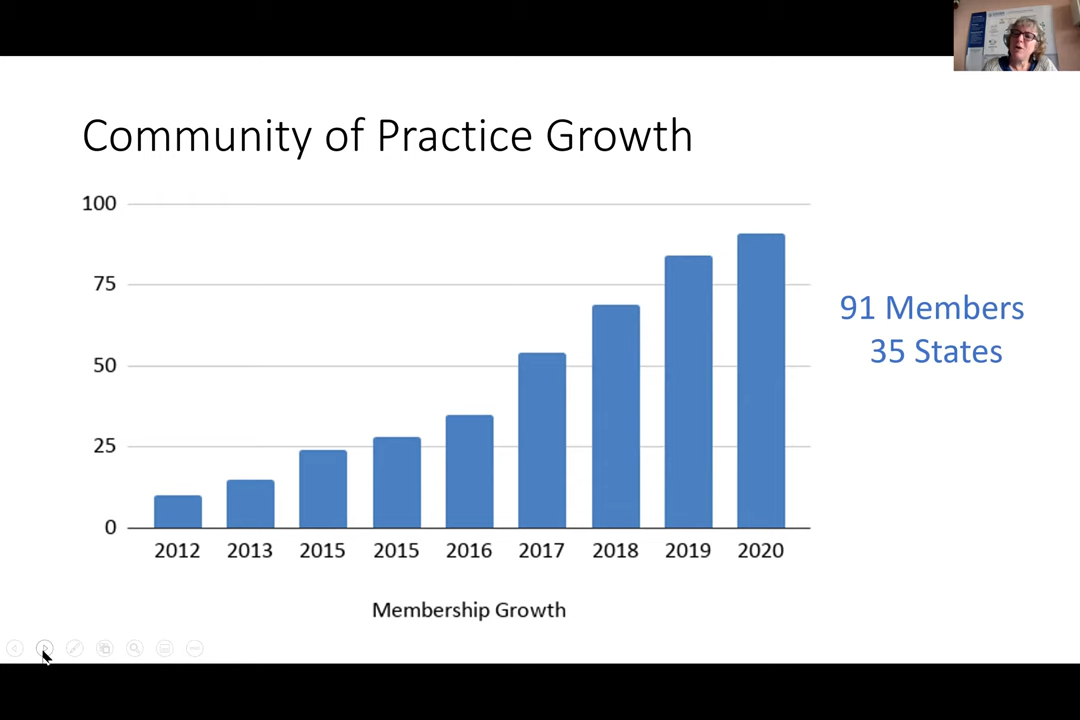 Community of Practice Growth
100
75
50
25
0
2012 2013 2015 2015 2016 2017 2018 2019 2020
Membership Growth
91 Members
35 States